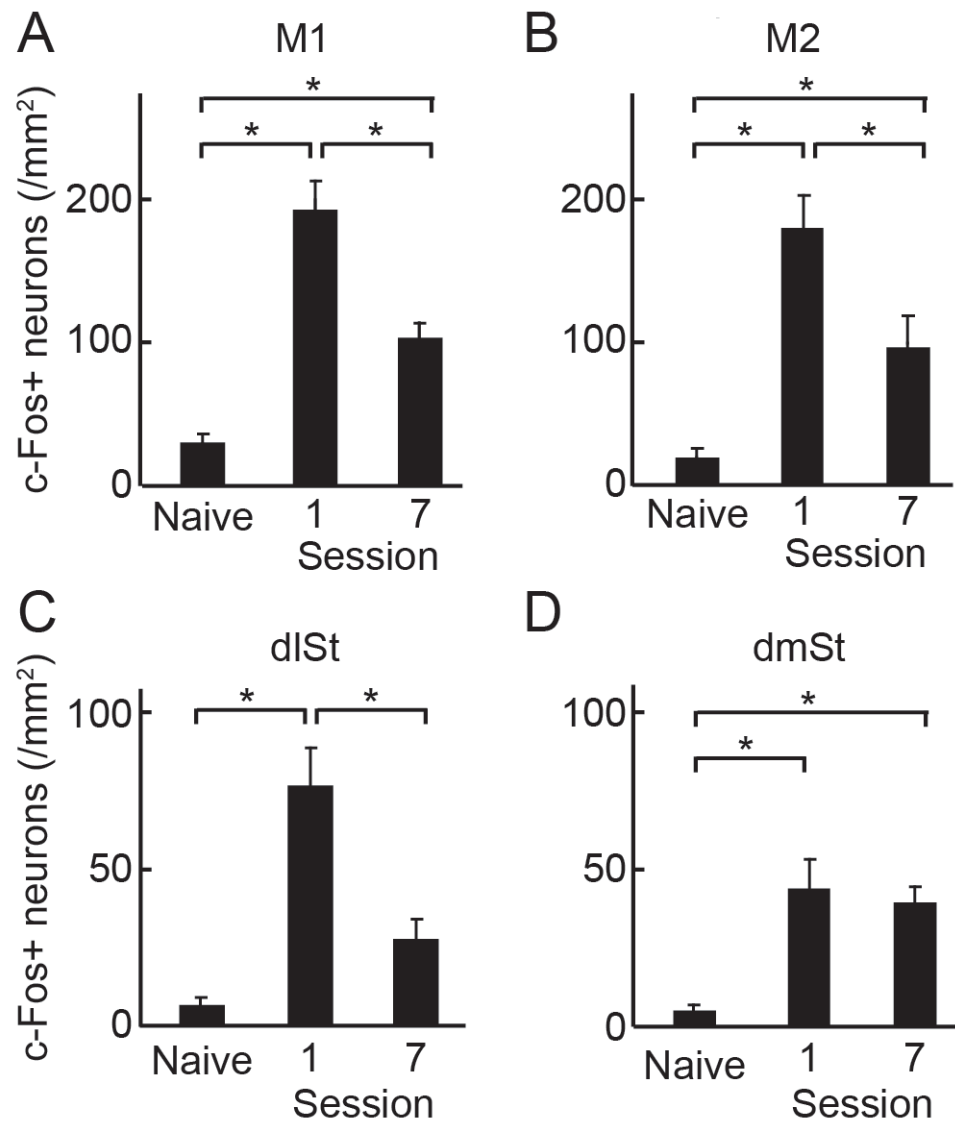 A
M1
c-Fos+ neurons (/mm²)
200
100
0
*
*
*
Naive
1
7
Session
B
M2
200
100
0
*
*
*
Naive
1
7
Session
C
dlSt
c-Fos+ neurons (/mm²)
100
50
0
*
*
Naive
1
7
Session
D
dmSt
100
50
0
*
*
Naive
1
7
Session